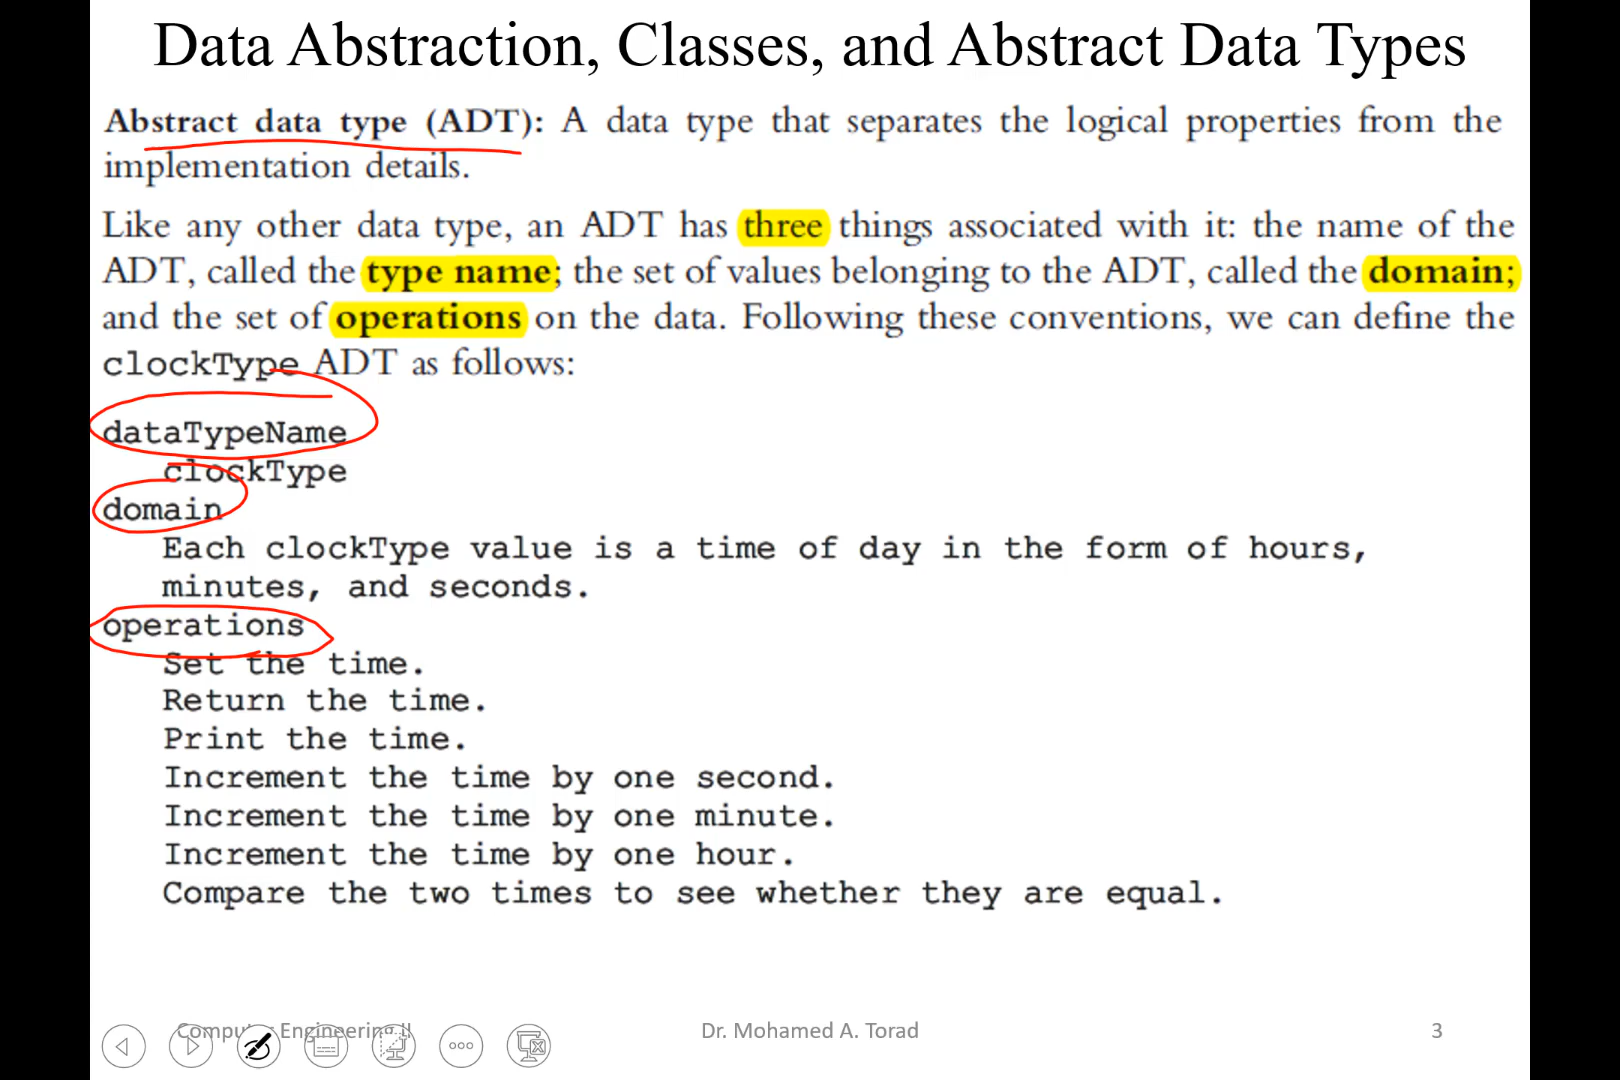 Data Abstraction, Classes, and Abstract Data Types
Abstract data type (ADT): A data type that separates the logical properties from the
implementation details.
Like any other data type, an ADT has three things associated with it: the name of the
ADT, called the type name; the set of values belonging to the ADT, called the domain;
and the set of operations on the data. Following these conventions, we can define the
clockType ADT as follows:
dataTypeName
clockType
domain
Each clockType value is a time of day in the form of hours,
minutes, and seconds.
operations
Set the time.
Return the time.
Print the time.
Increment the time by one second.
Increment the time by one minute.
Increment the time by one hour.
Compare the two times to see whether they are equal.
Computer Engineering II
Dr. Mohamed A. Torad
3